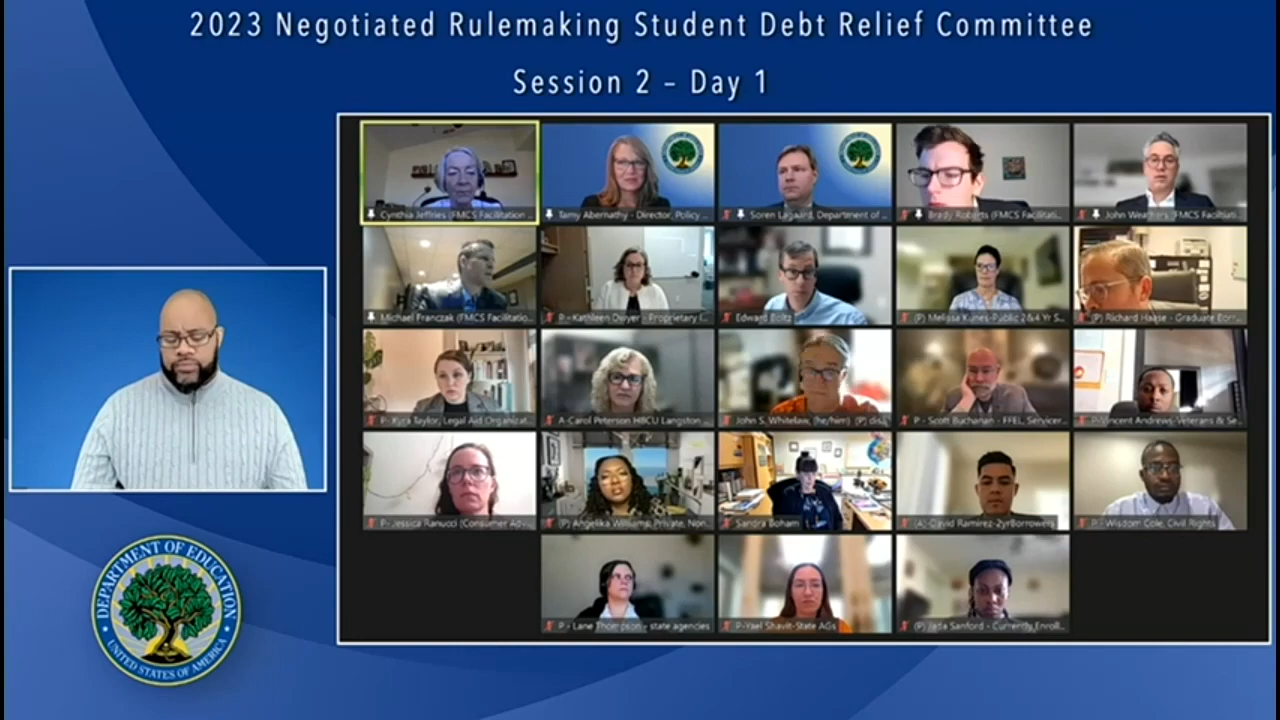 2023 Negotiated Rulemaking Student Debt Relief Committee
Session 2 – Day 1
Cynthia Jeffries (FMCS Facilitation ...
Tamy Abernathy - Director, Policy ...
Soren Lagaard, Department of ...
Brady Roberts (FMCS Facilitati...
John Weathers (FMCS Facilitati...
Michael Franczak (FMCS Facilitatio...
P - Kathleen Dwyer - Proprietary I...
Edward Boltz
(P) Melissa Kunes-Public 2&4 Yr S...
(P) Richard Haase - Graduate Borr...
P- Kyra Taylor, Legal Aid Organizat...
A-Carol Peterson HBCU Langston ...
John S. Whitelaw, (he/him) (P) disa
P - Scott Buchanan - FFEL, Servicer...
P-Vincent Andrews-Veterans & Se...
P- Jessica Ranucci (Consumer Adv...
(P) Angelika Williams, Private, Non...
Sandra Boham
(A)-David Ramirez-2yrBorrowers
P - Wisdom Cole, Civil Rights
P - Lane Thompson - state agencies
P-Yael Shavit-State AGs
(P) Jada Sanford - Currently Enroll...
DEPARTMENT OF EDUCATION
UNITED STATES OF AMERICA